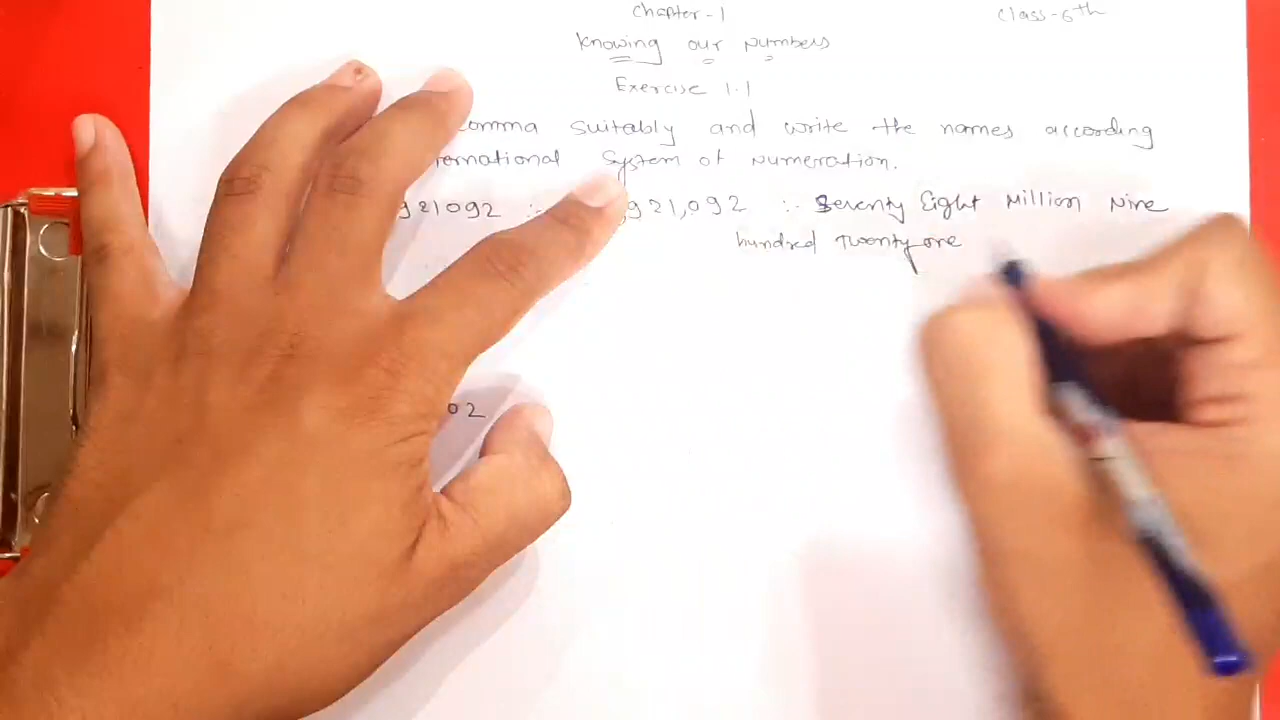 Chapter-1
Class-6th
Knowing our Numbers
Exercise 1.1
comma suitably and write the names according
System of Numeration.
921092 :- ,921,092 :- Seventy Eight Million Nine
hundred Twenty one
02